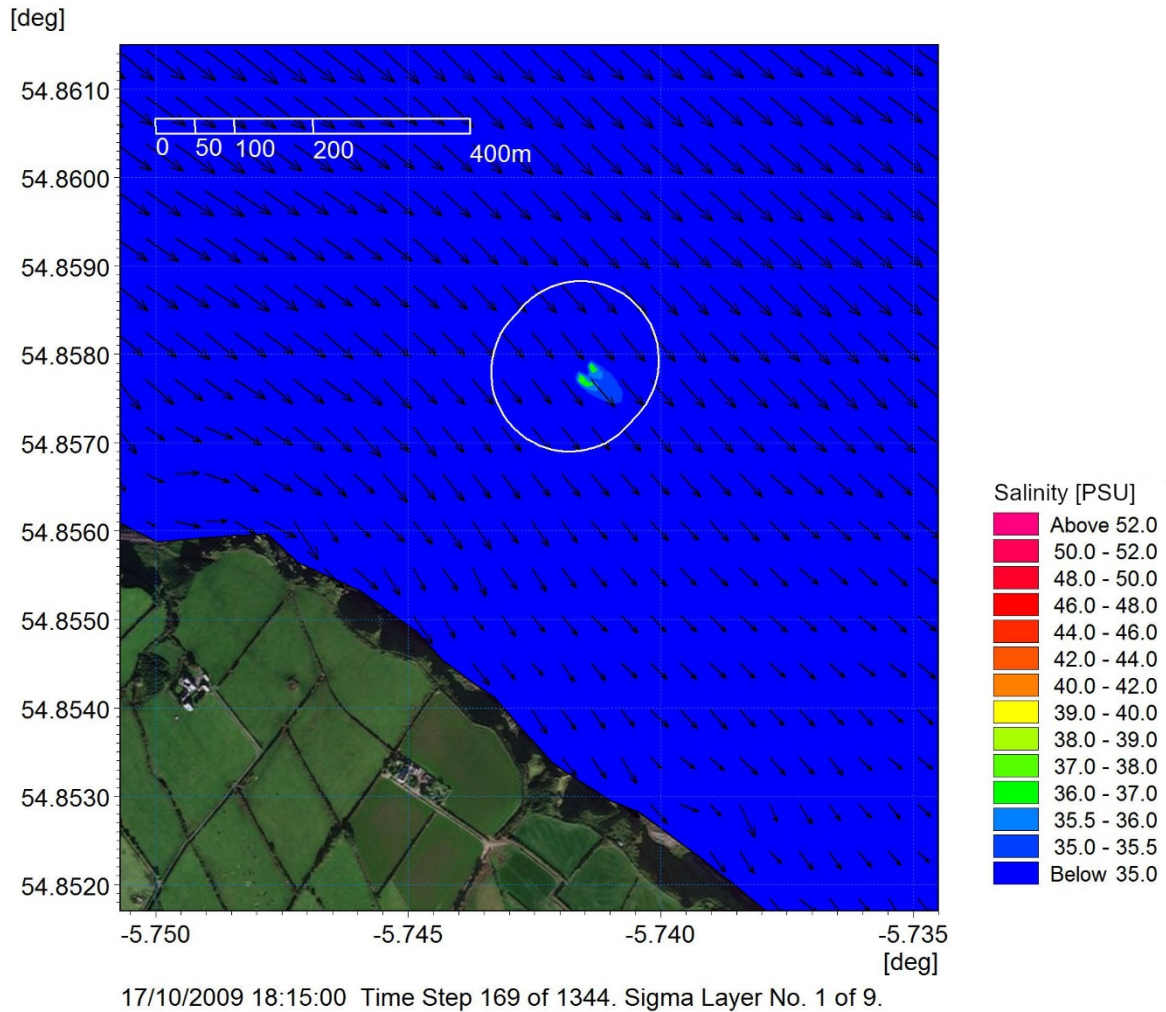 [deg]
54.8610
54.8600
54.8590
54.8580
54.8570
54.8560
54.8550
54.8540
54.8530
54.8520
0 50 100 200 400m
-5.750 -5.745 -5.740 -5.735
[deg]
Salinity [PSU]
Above 52.0
50.0 - 52.0
48.0 - 50.0
46.0 - 48.0
44.0 - 46.0
42.0 - 44.0
40.0 - 42.0
39.0 - 40.0
38.0 - 39.0
37.0 - 38.0
36.0 - 37.0
35.5 - 36.0
35.0 - 35.5
Below 35.0
17/10/2009 18:15:00 Time Step 169 of 1344. Sigma Layer No. 1 of 9.